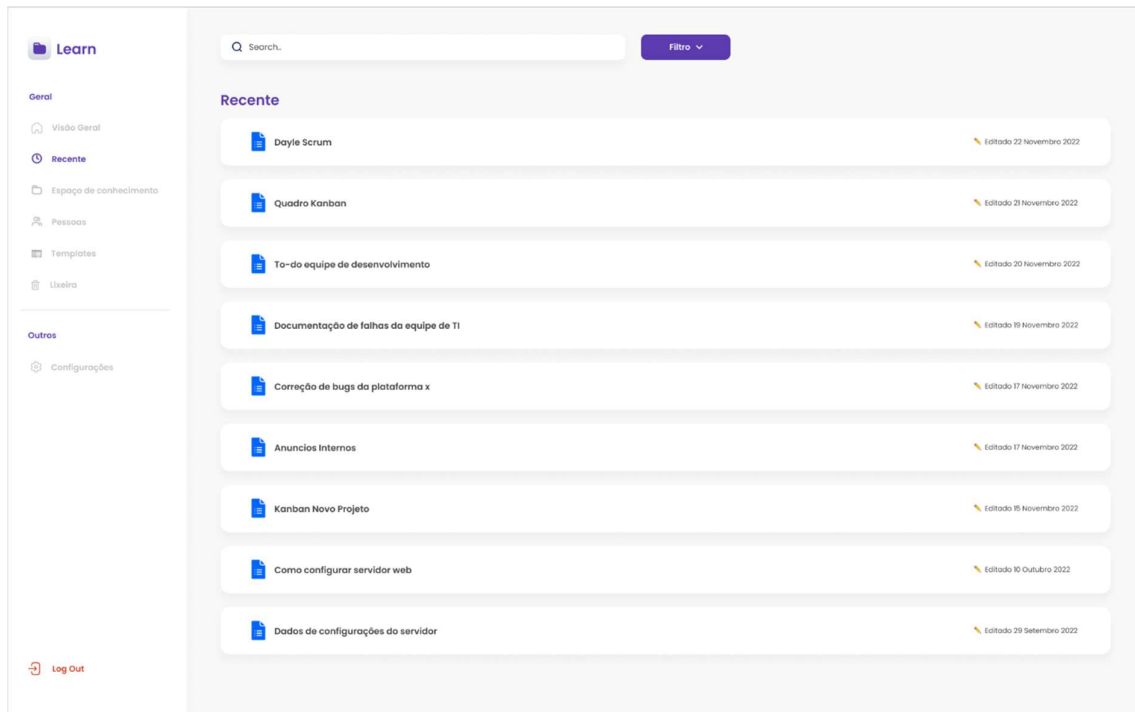 Learn
Geral
Visão Geral
Recente
Espaço de conhecimento
Pessoas
Templates
Lixeira
Outros
Configurações
Log Out
Search..
Filtro
Recente
Dayle Scrum
Editado 22 Novembro 2022
Quadro Kanban
Editado 21 Novembro 2022
To-do equipe de desenvolvimento
Editado 20 Novembro 2022
Documentação de falhas da equipe de TI
Editado 19 Novembro 2022
Correção de bugs da plataforma x
Editado 17 Novembro 2022
Anuncios Internos
Editado 17 Novembro 2022
Kanban Novo Projeto
Editado 15 Novembro 2022
Como configurar servidor web
Editado 10 Outubro 2022
Dados de configurações do servidor
Editado 29 Setembro 2022